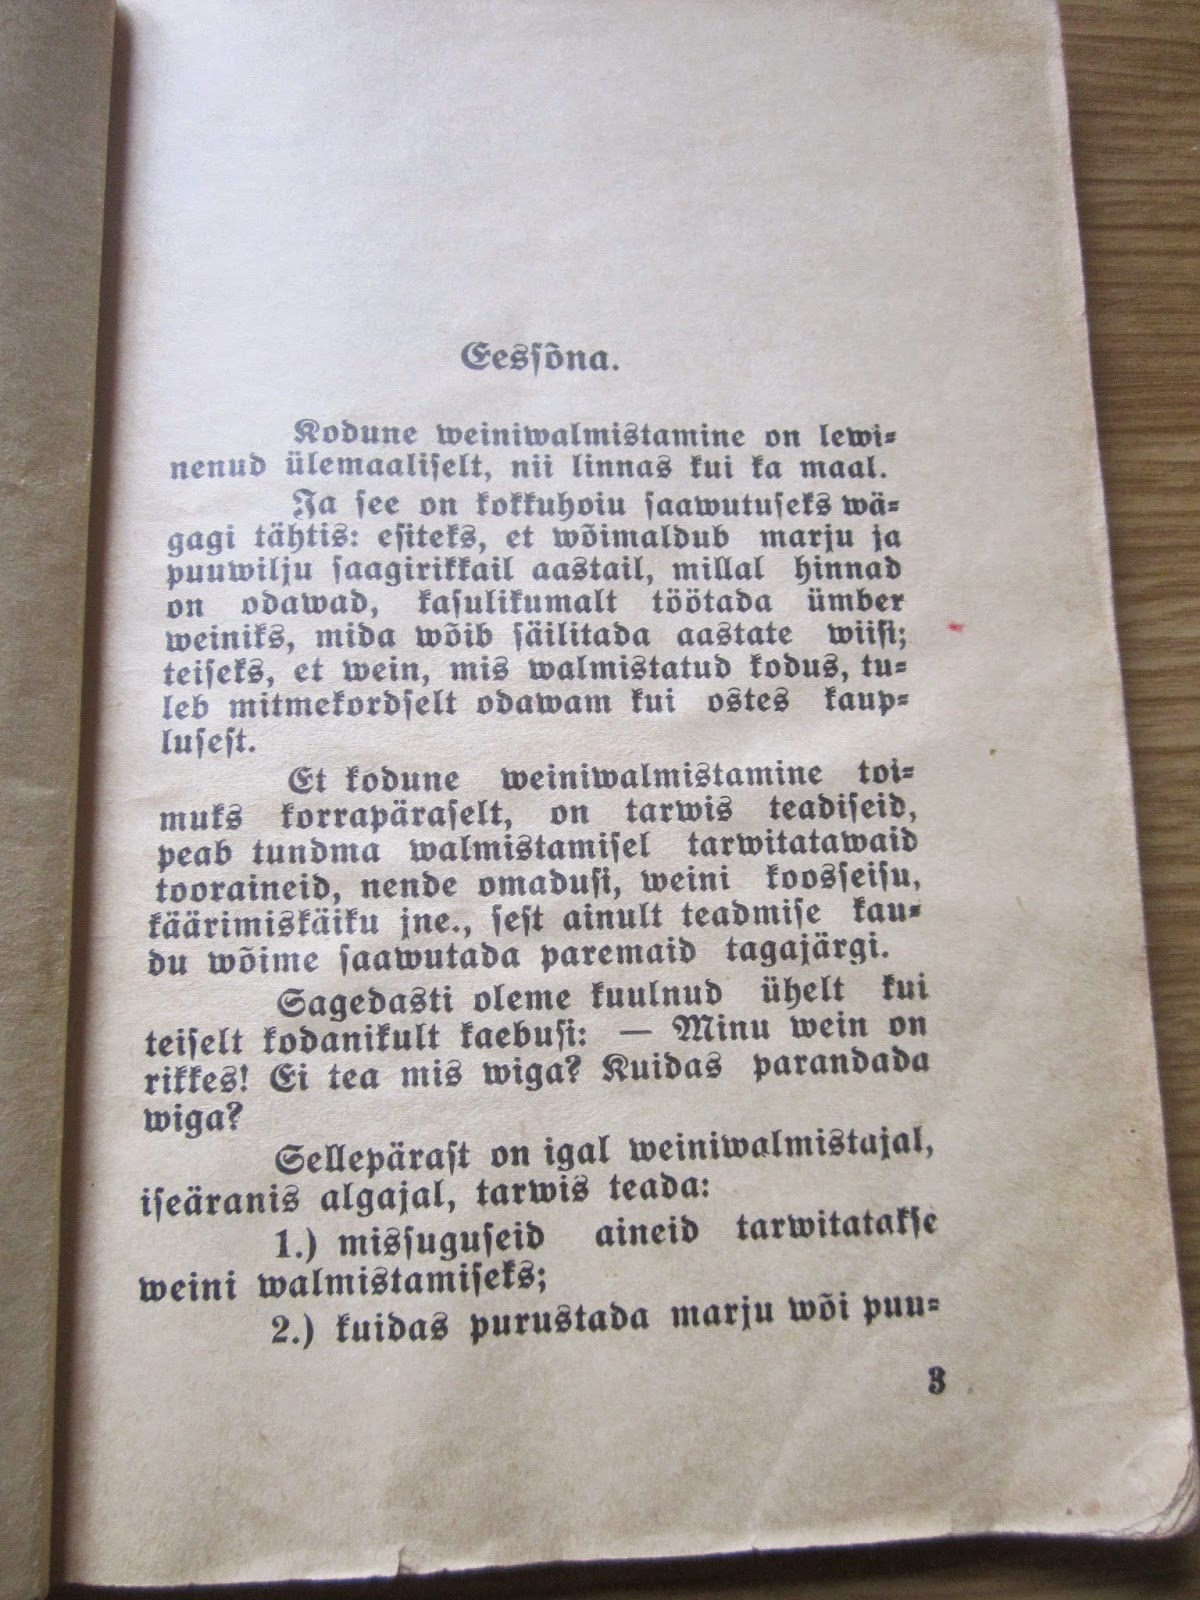 Eessõna.
Kodune weiniwalmistamine on lewi-
nenud ülemaaliselt, nii linnas kui ka maal.
Ja see on kokkuhoiu saawutuseks wä-
gagi tähtis: esiteks, et wõimaldub marju ja
puuwilju saagirikkail aastail, millal hinnad
on odawad, kasulikumalt töötada ümber
weiniks, mida wõib säilitada aastate wiisi;
teiseks, et wein, mis walmistatud kodus, tu-
leb mitmekordselt odawam kui ostes kaup-
lusest.
Et kodune weiniwalmistamine toi-
muks korrapäraselt, on tarwis teadiseid,
peab tundma walmistamisel tarwitatawaid
tooraineid, nende omadusi, weini koosseisu,
käärimiskäiku jne., sest ainult teadmise kau-
du wõime saawutada paremaid tagajärgi.
Sagedasti oleme kuulnud ühelt kui
teiselt kodanikult kaebusi: — Minu wein on
rikkes! Ei tea mis wiga? Kuidas parandada
wiga?
Sellepärast on igal weiniwalmistajal,
iseäranis algajal, tarwis teada:
1.) missuguseid aineid tarwitatakse
weini walmistamiseks;
2.) kuidas purustada marju wõi puu-
3